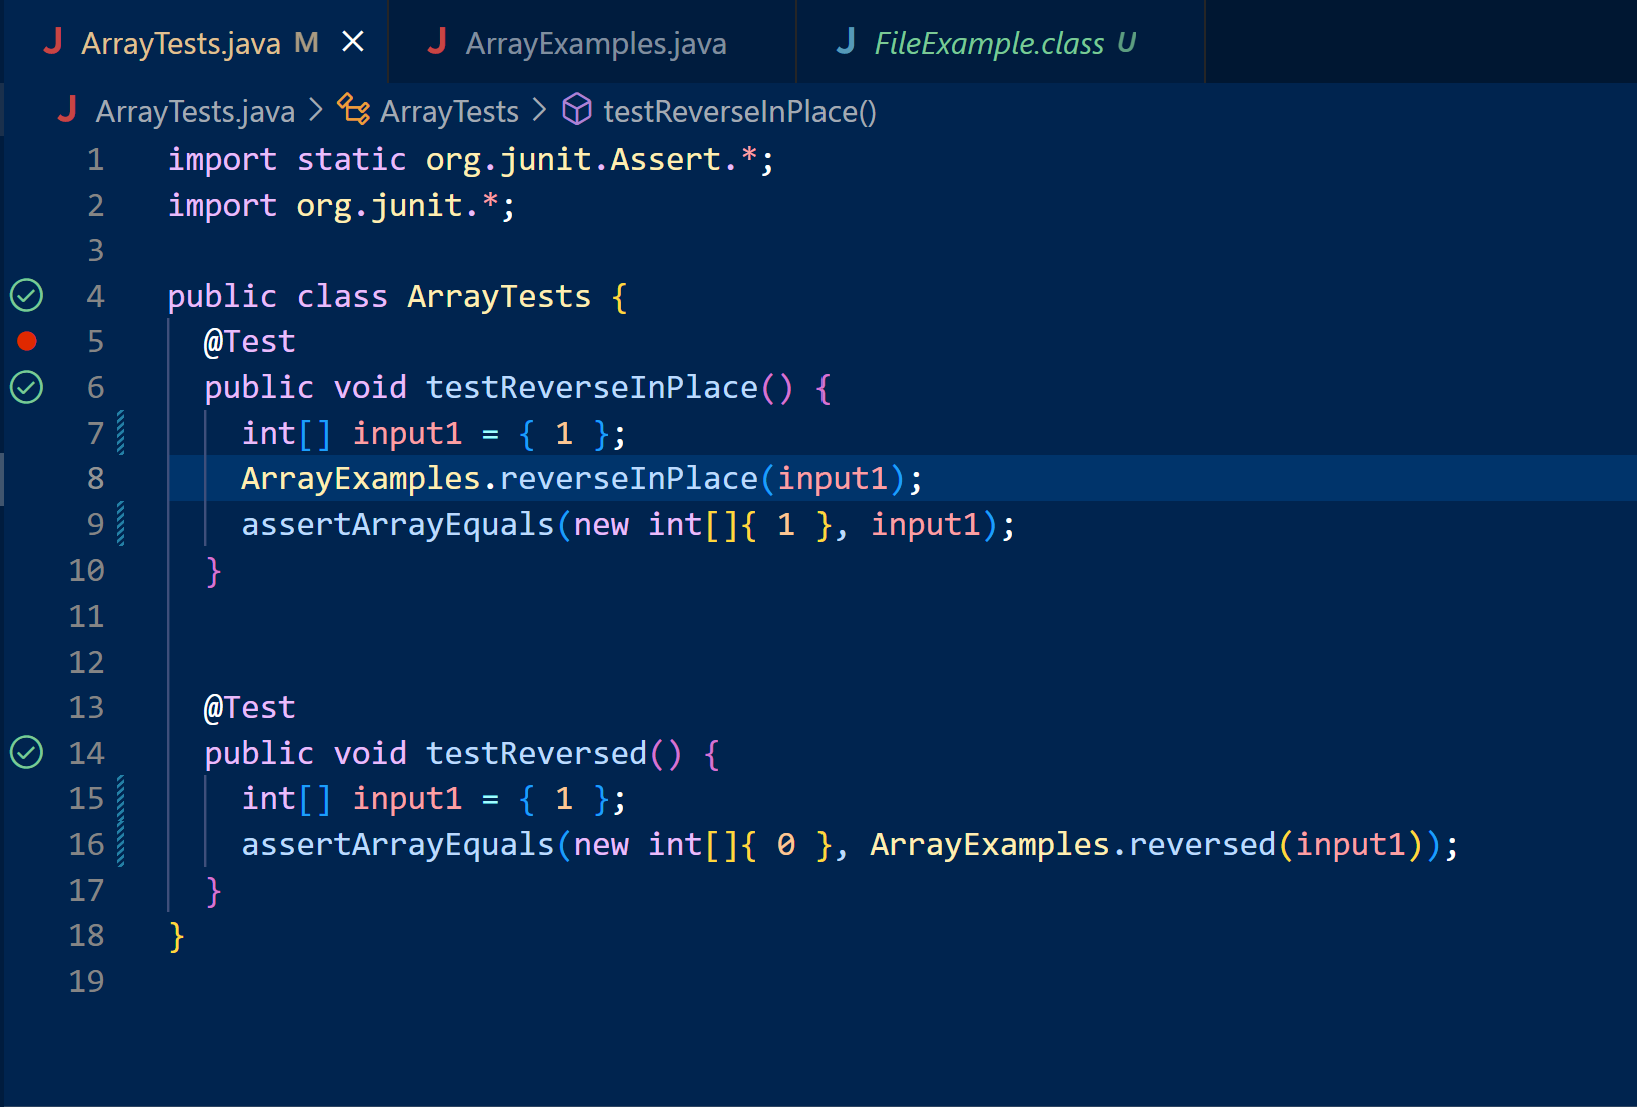 ArrayTests.java M ArrayExamples.java FileExample.class U
ArrayTests.java > ArrayTests > testReverseInPlace()
1 import static org.junit.Assert.*;
2 import org.junit.*;
3
4 public class ArrayTests {
5 @Test
6 public void testReverseInPlace() {
7 int[] input1 = { 1 };
8 ArrayExamples.reverseInPlace(input1);
9 assertArrayEquals(new int[]{ 1 }, input1);
10 }
11
12
13 @Test
14 public void testReversed() {
15 int[] input1 = { 1 };
16 assertArrayEquals(new int[]{ 0 }, ArrayExamples.reversed(input1));
17 }
18 }
19